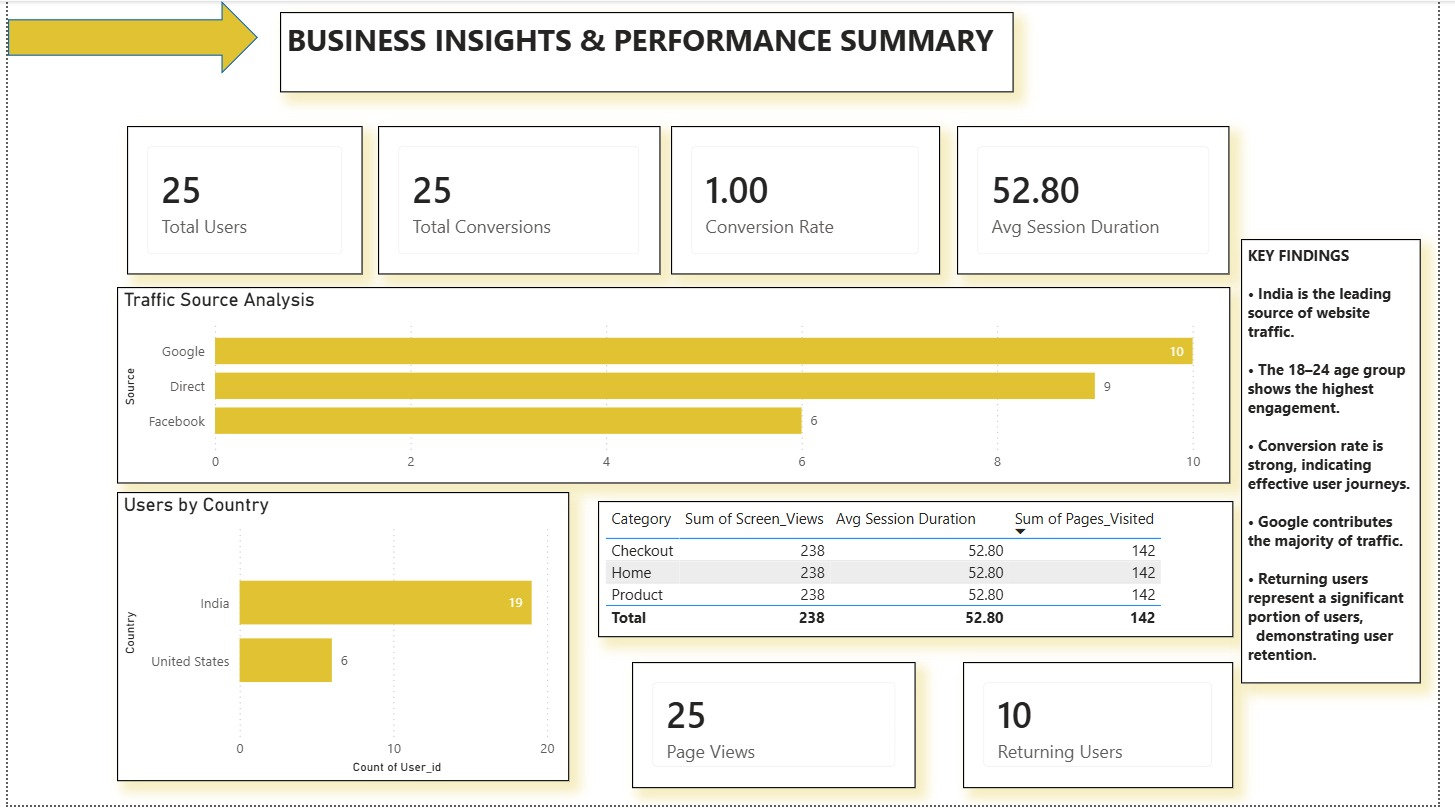 BUSINESS INSIGHTS & PERFORMANCE SUMMARY
25
Total Users
25
Total Conversions
1.00
Conversion Rate
52.80
Avg Session Duration
Traffic Source Analysis
Source
Google 10
Direct 9
Facebook 6
0 2 4 6 8 10
Users by Country
Country
India 19
United States 6
0 10 20
Count of User_id
Category Sum of Screen_Views Avg Session Duration Sum of Pages_Visited
Checkout 238 52.80 142
Home 238 52.80 142
Product 238 52.80 142
Total 238 52.80 142
25
Page Views
10
Returning Users
KEY FINDINGS
• India is the leading
source of website
traffic.
• The 18–24 age group
shows the highest
engagement.
• Conversion rate is
strong, indicating
effective user journeys.
• Google contributes
the majority of traffic.
• Returning users
represent a significant
portion of users,
demonstrating user
retention.